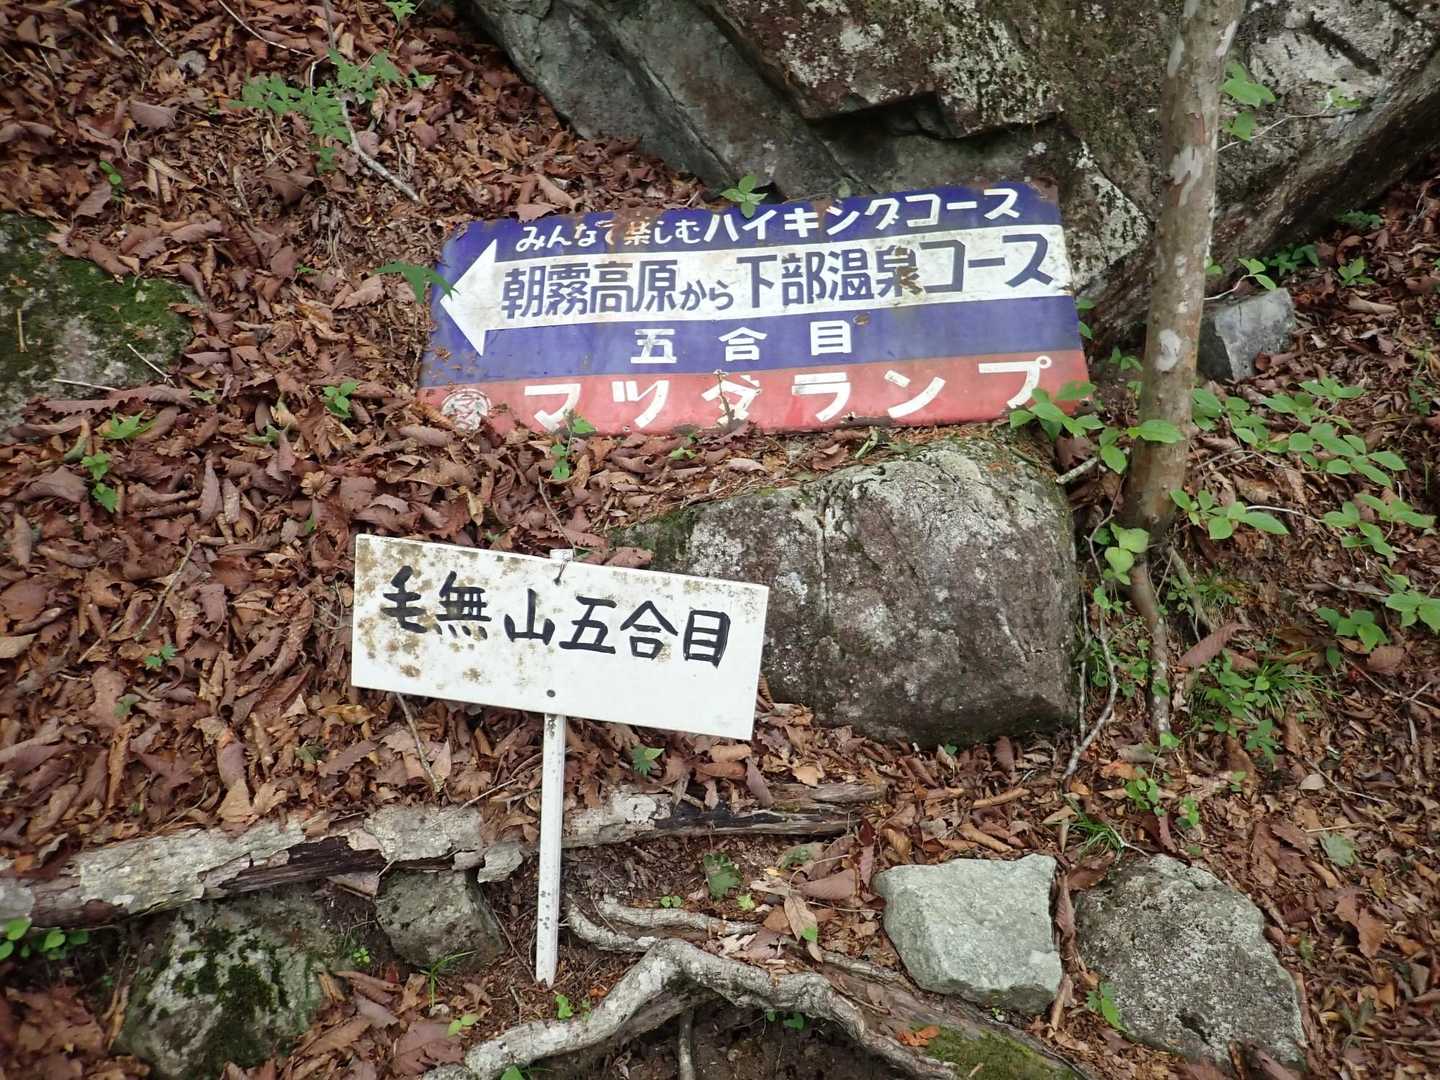 みんなで楽しむハイキングコース
朝霧高原から下部温泉コース
五合目
マツダランプ
毛無山五合目